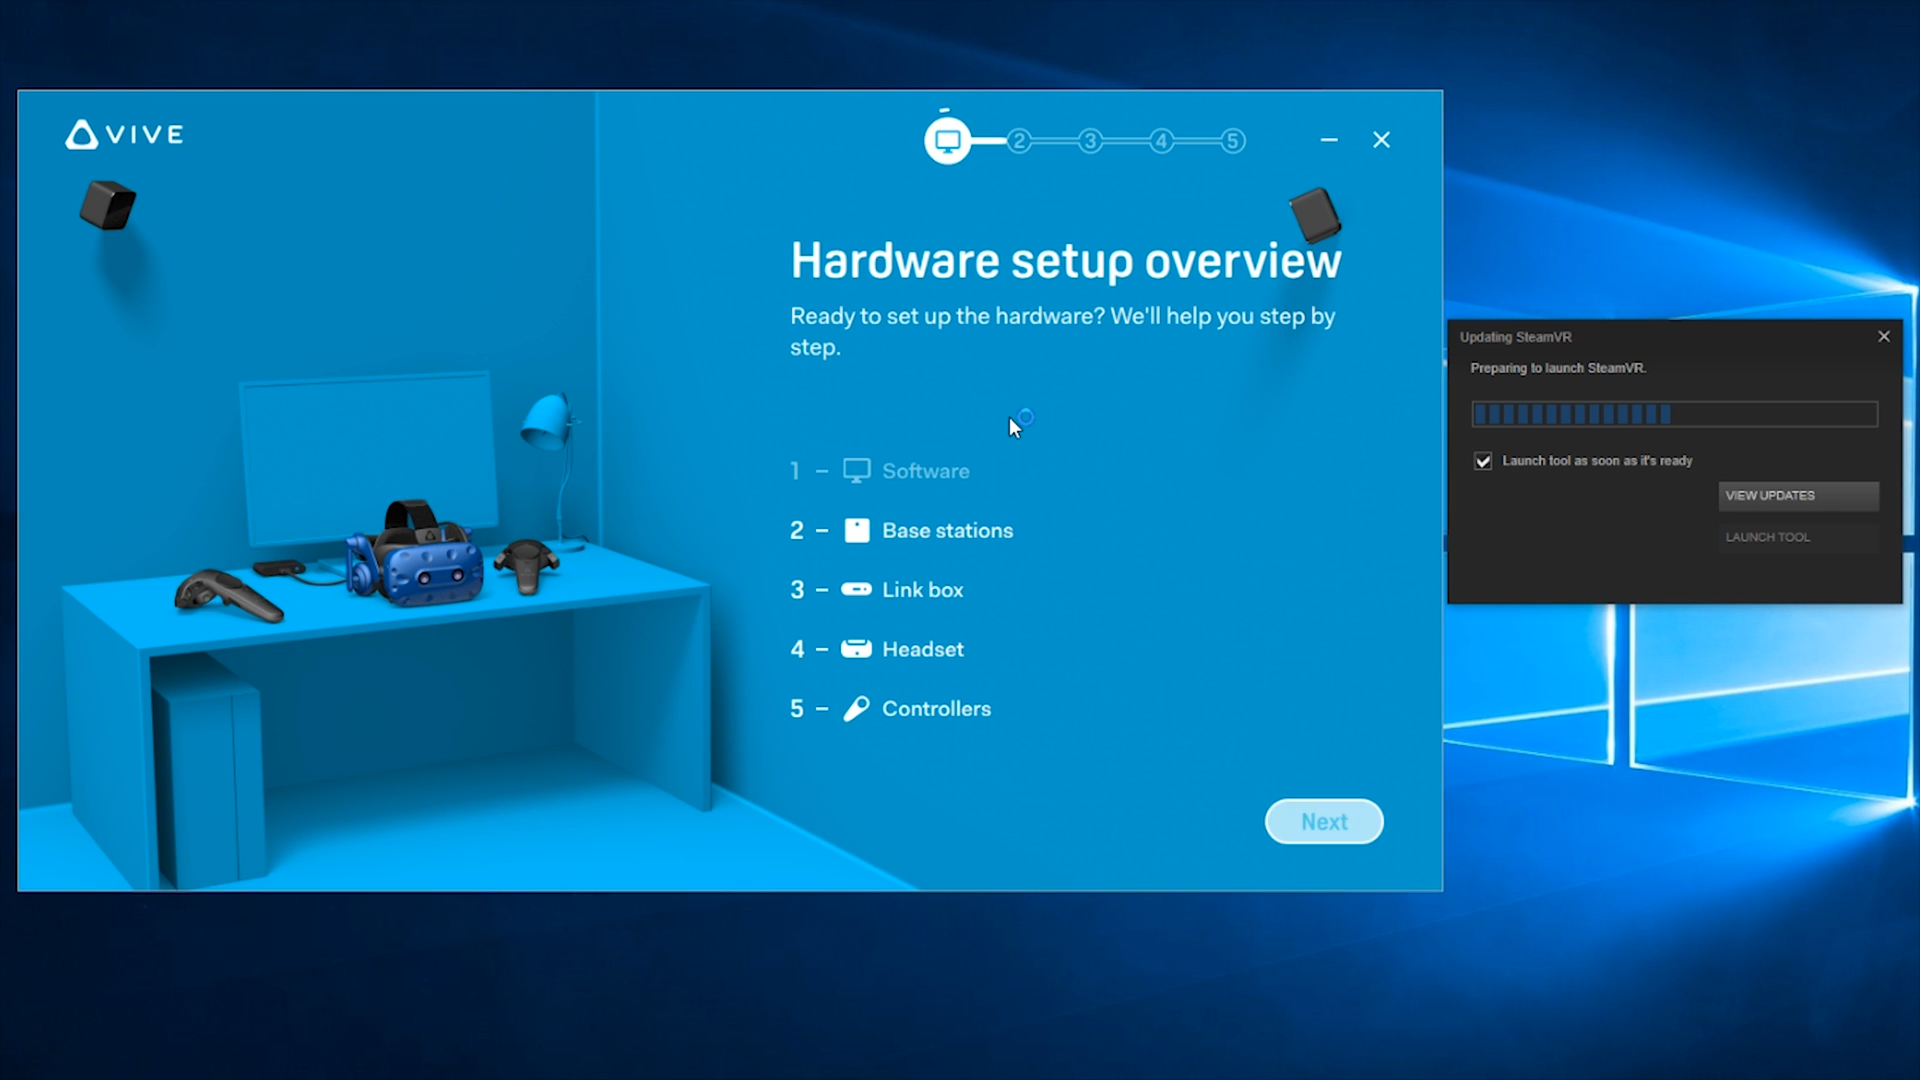 VIVE
2 3 4 5
Hardware setup overview
Ready to set up the hardware? We'll help you step by
step.
1 – Software
2 – Base stations
3 – Link box
4 – Headset
5 – Controllers
Next
Updating SteamVR
Preparing to launch SteamVR.
Launch tool as soon as it's ready
VIEW UPDATES
LAUNCH TOOL